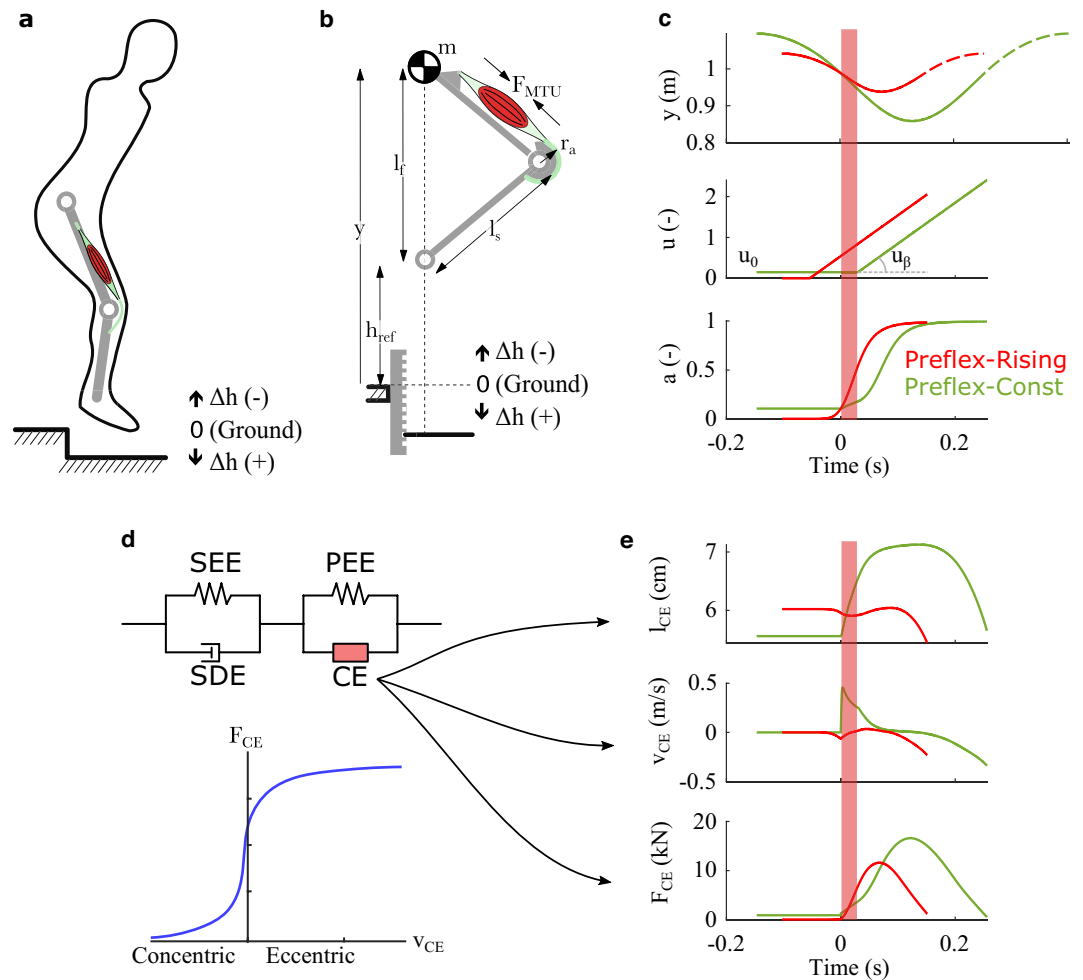 a
Δh (-)
0 (Ground)
Δh (+)
b
m
F_MTU
r_a
l_f
l_s
y
h_ref
Δh (-)
0 (Ground)
Δh (+)
c
y (m)
1
0.9
0.8
u (-)
2
1
0
u_0
u_β
a (-)
1
0.5
0
Preflex-Rising
Preflex-Const
-0.2
0
0.2
Time (s)
d
SEE
PEE
SDE
CE
F_CE
v_CE
Concentric
Eccentric
e
l_CE (cm)
7
6
v_CE (m/s)
0.5
0
-0.5
F_CE (kN)
20
10
0
-0.2
0
0.2
Time (s)